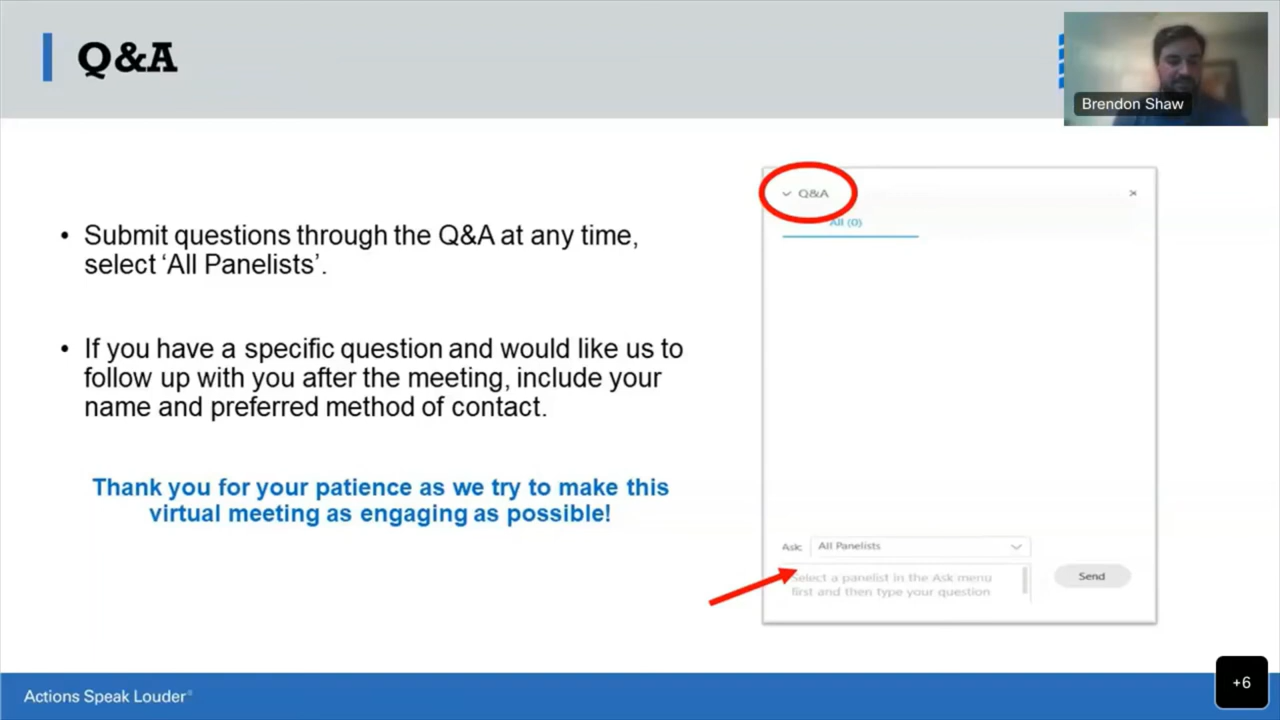 Q&A
Brendon Shaw
• Submit questions through the Q&A at any time,
select ‘All Panelists’.
• If you have a specific question and would like us to
follow up with you after the meeting, include your
name and preferred method of contact.
Thank you for your patience as we try to make this
virtual meeting as engaging as possible!
Q&A
All (0)
Ask: All Panelists
Select a panelist in the Ask menu
first and then type your question
Send
Actions Speak Louder®
+6